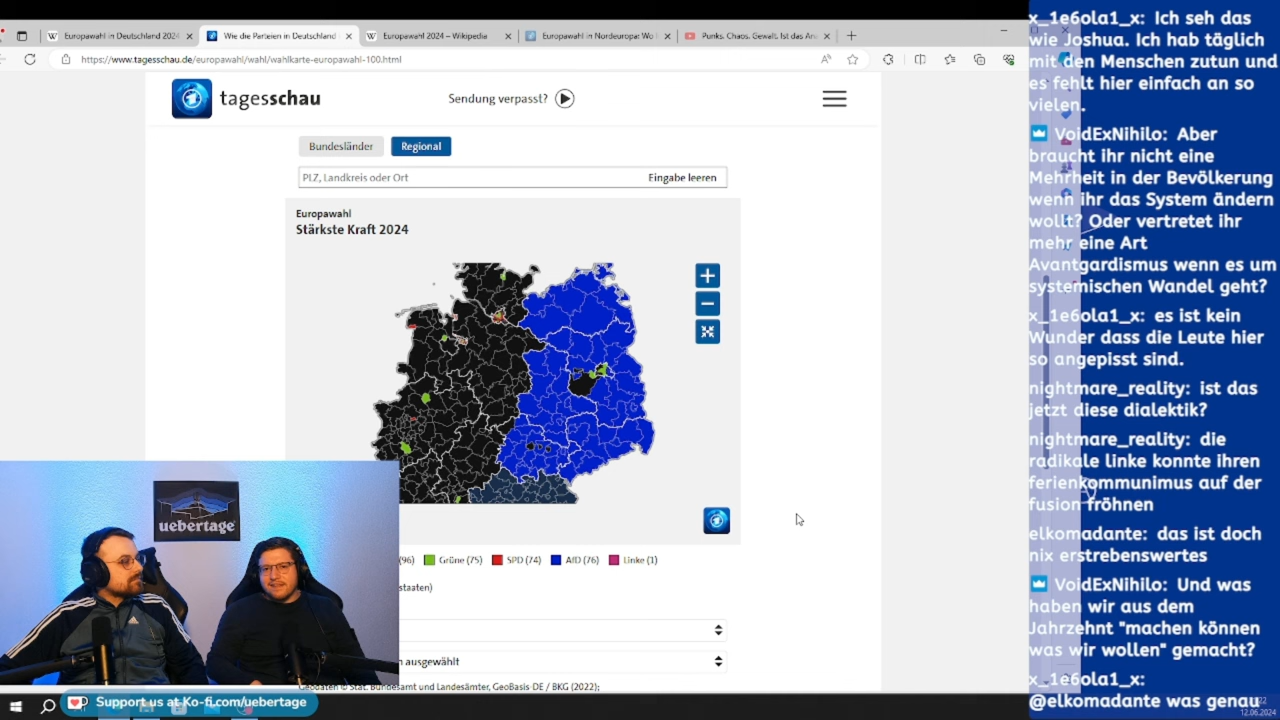 Europawahl in Deutschland 2024
Wie die Parteien in Deutschland
Europawahl 2024 – Wikipedia
Europawahl in Nordeuropa: Wo
Punks. Chaos. Gewalt. Ist das
https://www.tagesschau.de/europawahl/wahl/wahlkarte-europawahl-100.html
tagesschau
Sendung verpasst?
Bundesländer
Regional
PLZ, Landkreis oder Ort
Eingabe leeren
Europawahl
Stärkste Kraft 2024
uebertage
(96) Grüne (75) SPD (74) AfD (76) Linke (1)
staaten)
n ausgewählt
Geodaten © Stat. Bundesamt und Landesämter, GeoBasis DE / BKG (2022);
Support us at Ko-fi.com/uebertage
12.06.2024
x_1e6ola1_x: Ich seh das
wie Joshua. Ich hab täglich
mit den Menschen zutun und
es fehlt hier einfach an so
vielen.
VoidExNihilo: Aber
braucht ihr nicht eine
Mehrheit in der Bevölkerung
wenn ihr das System ändern
wollt? Oder vertretet ihr
mehr eine Art
Avantgardismus wenn es um
systemischen Wandel geht?
x_1e6ola1_x: es ist kein
Wunder dass die Leute hier
so angepisst sind.
nightmare_reality: ist das
jetzt diese dialektik?
nightmare_reality: die
radikale linke konnte ihren
ferienkommunimus auf der
fusion fröhnen
elkomadante: das ist doch
nix erstrebenswertes
VoidExNihilo: Und was
haben wir aus dem
Jahrzehnt "machen können
was wir wollen" gemacht?
x_1e6ola1_x:
@elkomadante was genau